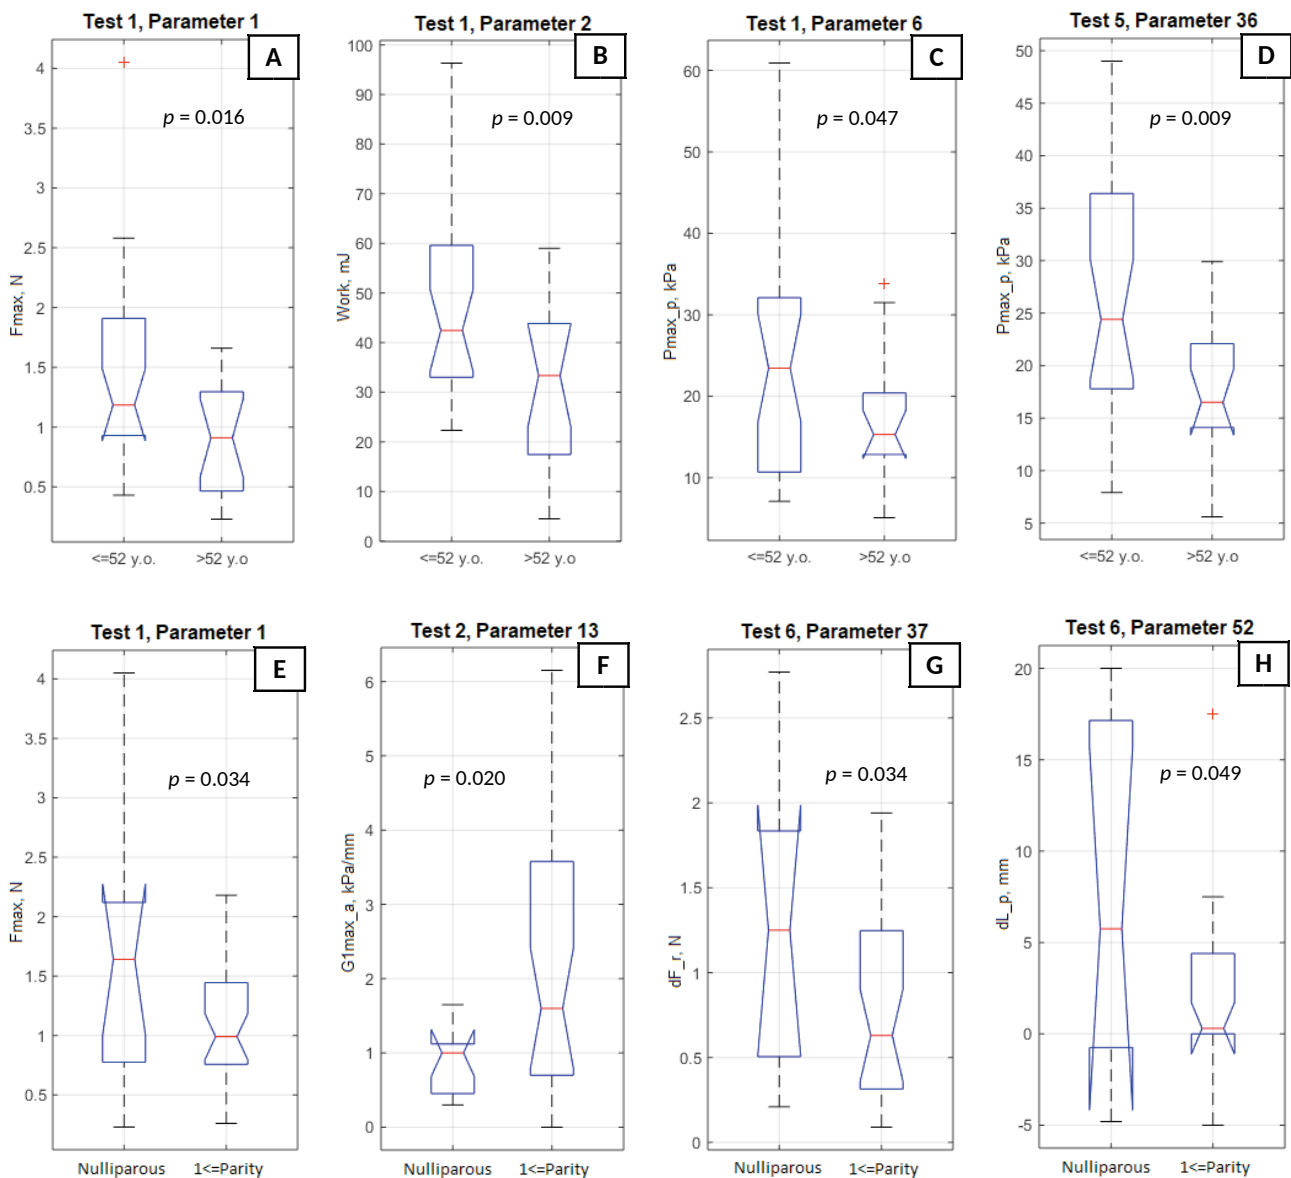 Test 1, Parameter 1
A
p = 0.016
4
3.5
3
2.5
2
1.5
1
0.5
Fmax, N
<=52 y.o.
>52 y.o
Test 1, Parameter 2
B
p = 0.009
100
90
80
70
60
50
40
30
20
10
0
Work, mJ
<=52 y.o.
>52 y.o
Test 1, Parameter 6
C
p = 0.047
60
50
40
30
20
10
Pmax_p, kPa
<=52 y.o.
>52 y.o
Test 5, Parameter 36
D
p = 0.009
50
45
40
35
30
25
20
15
10
5
Pmax_p, kPa
<=52 y.o.
>52 y.o
Test 1, Parameter 1
E
p = 0.034
4
3.5
3
2.5
2
1.5
1
0.5
Fmax, N
Nulliparous
1<=Parity
Test 2, Parameter 13
F
p = 0.020
6
5
4
3
2
1
0
G1max_a, kPa/mm
Nulliparous
1<=Parity
Test 6, Parameter 37
G
p = 0.034
2.5
2
1.5
1
0.5
0
dF_r, N
Nulliparous
1<=Parity
Test 6, Parameter 52
H
p = 0.049
20
15
10
5
0
-5
dL_p, mm
Nulliparous
1<=Parity